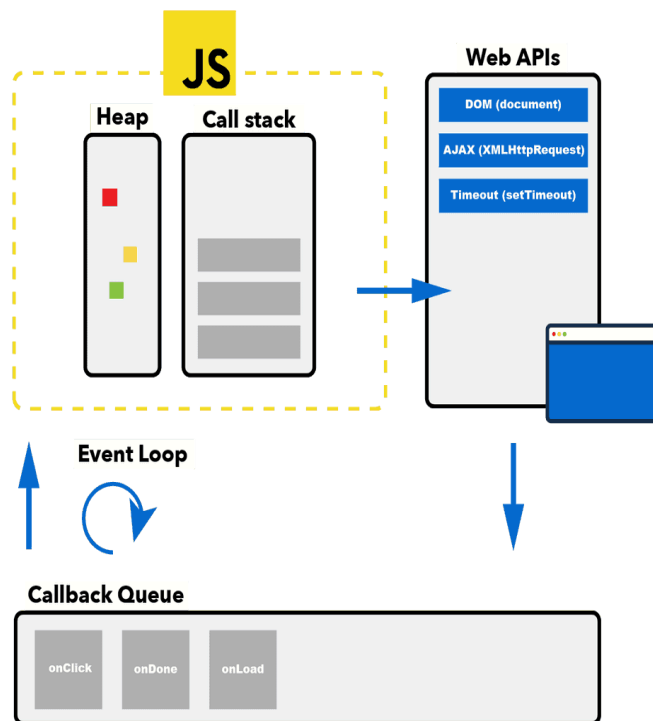 JS
Web APIs
Heap
Call stack
DOM (document)
AJAX (XMLHttpRequest)
Timeout (setTimeout)
Event Loop
Callback Queue
onClick
onDone
onLoad